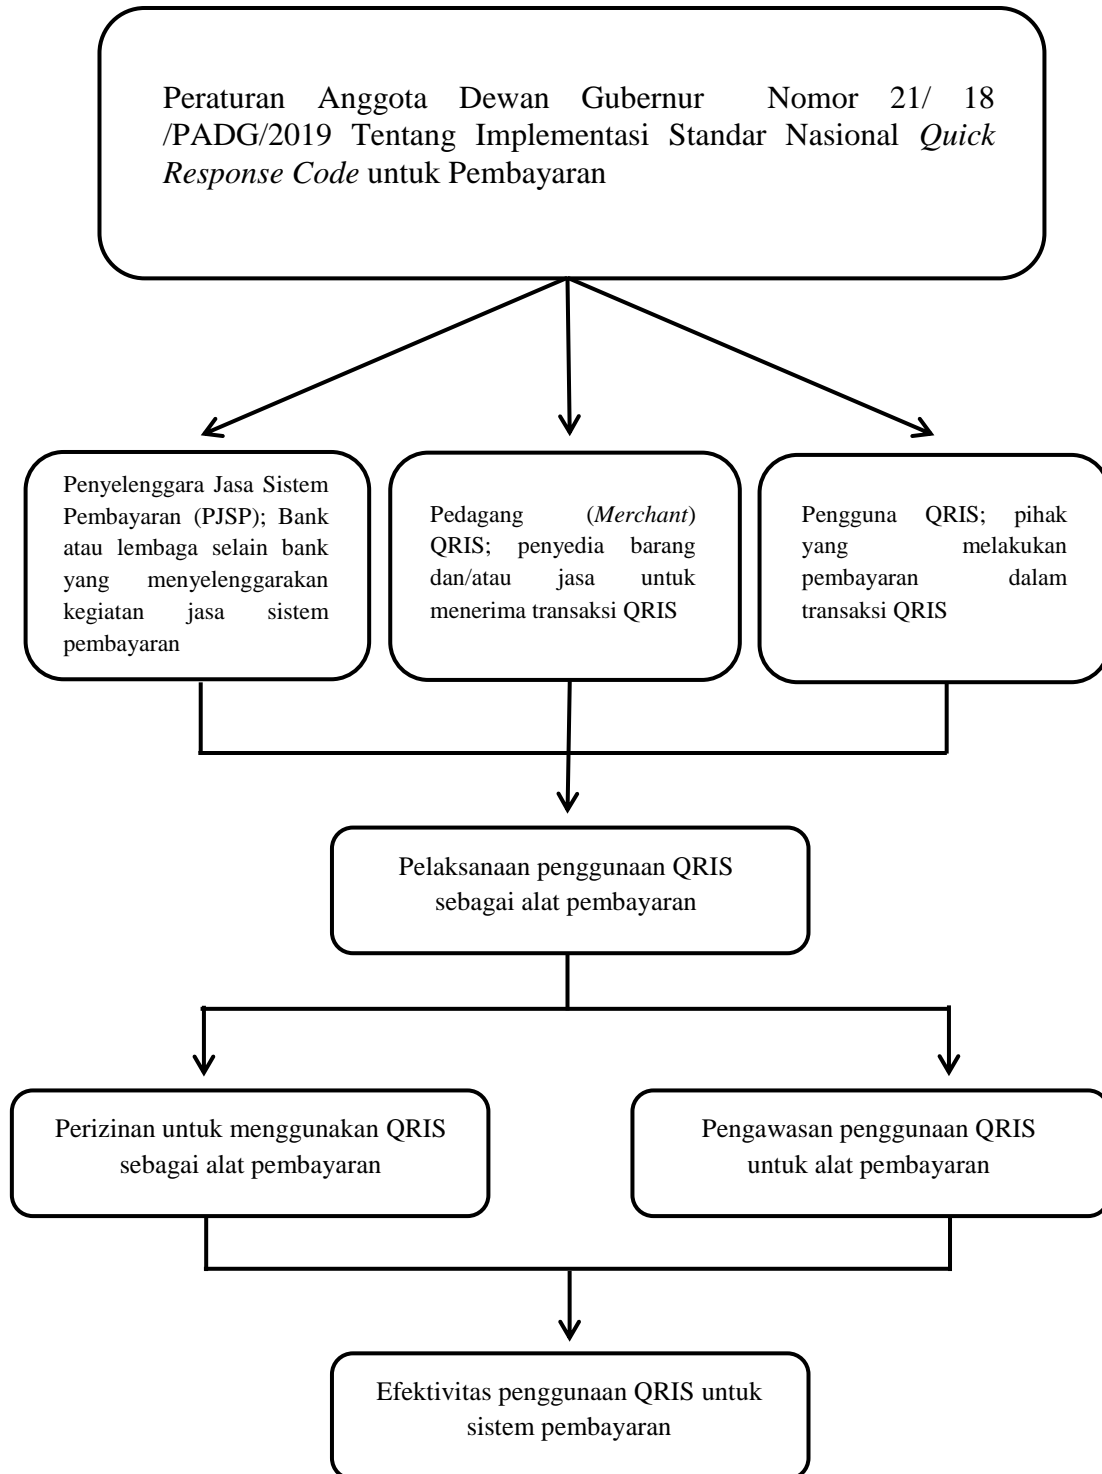 Peraturan Anggota Dewan Gubernur Nomor 21/ 18
/PADG/2019 Tentang Implementasi Standar Nasional Quick
Response Code untuk Pembayaran
Penyelenggara Jasa Sistem
Pembayaran (PJSP); Bank
atau lembaga selain bank
yang menyelenggarakan
kegiatan jasa sistem
pembayaran
Pedagang (Merchant)
QRIS; penyedia barang
dan/atau jasa untuk
menerima transaksi QRIS
Pengguna QRIS; pihak
yang melakukan
pembayaran dalam
transaksi QRIS
Pelaksanaan penggunaan QRIS
sebagai alat pembayaran
Perizinan untuk menggunakan QRIS
sebagai alat pembayaran
Pengawasan penggunaan QRIS
untuk alat pembayaran
Efektivitas penggunaan QRIS untuk
sistem pembayaran